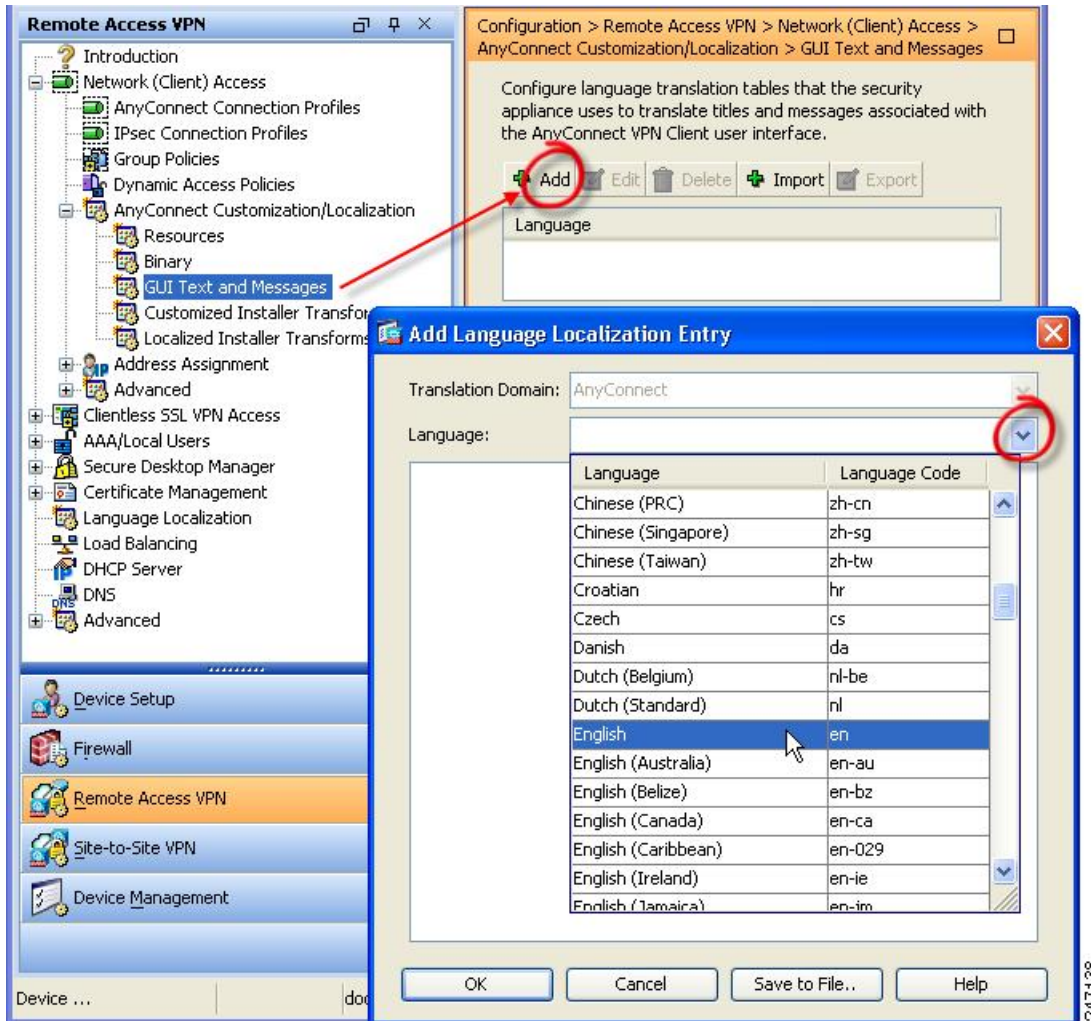 Remote Access VPN
Introduction
Network (Client) Access
AnyConnect Connection Profiles
IPsec Connection Profiles
Group Policies
Dynamic Access Policies
AnyConnect Customization/Localization
Resources
Binary
GUI Text and Messages
Customized Installer Transfor
Localized Installer Transforms
Address Assignment
Advanced
Clientless SSL VPN Access
AAA/Local Users
Secure Desktop Manager
Certificate Management
Language Localization
Load Balancing
DHCP Server
DNS
Advanced
Device Setup
Firewall
Remote Access VPN
Site-to-Site VPN
Device Management
Device ...
doc
Configuration > Remote Access VPN > Network (Client) Access >
AnyConnect Customization/Localization > GUI Text and Messages
Configure language translation tables that the security
appliance uses to translate titles and messages associated with
the AnyConnect VPN Client user interface.
Add Edit Delete Import Export
Language
Add Language Localization Entry
Translation Domain: AnyConnect
Language:
Language Language Code
Chinese (PRC) zh-cn
Chinese (Singapore) zh-sg
Chinese (Taiwan) zh-tw
Croatian hr
Czech cs
Danish da
Dutch (Belgium) nl-be
Dutch (Standard) nl
English en
English (Australia) en-au
English (Belize) en-bz
English (Canada) en-ca
English (Caribbean) en-029
English (Ireland) en-ie
English (Jamaica) en-jm
OK Cancel Save to File.. Help
247138